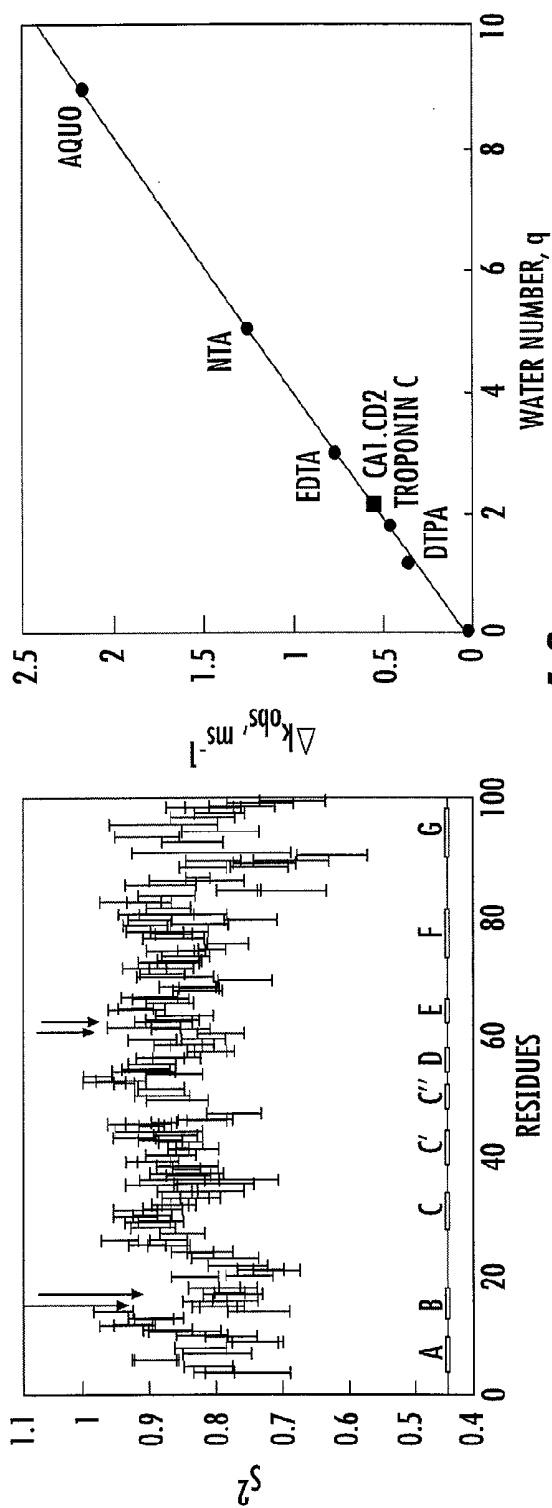 S²
1.1
1
0.9
0.8
0.7
0.6
0.5
0.4
A B C C' C" D E F G
0 20 40 60 80 100
RESIDUES
Δk_obs, ms⁻¹
2.5
2
1.5
1
0.5
0
AQUO
NTA
EDTA
CA1.CD2
TROPONIN C
DTPA
0 2 4 6 8 10
WATER NUMBER, q